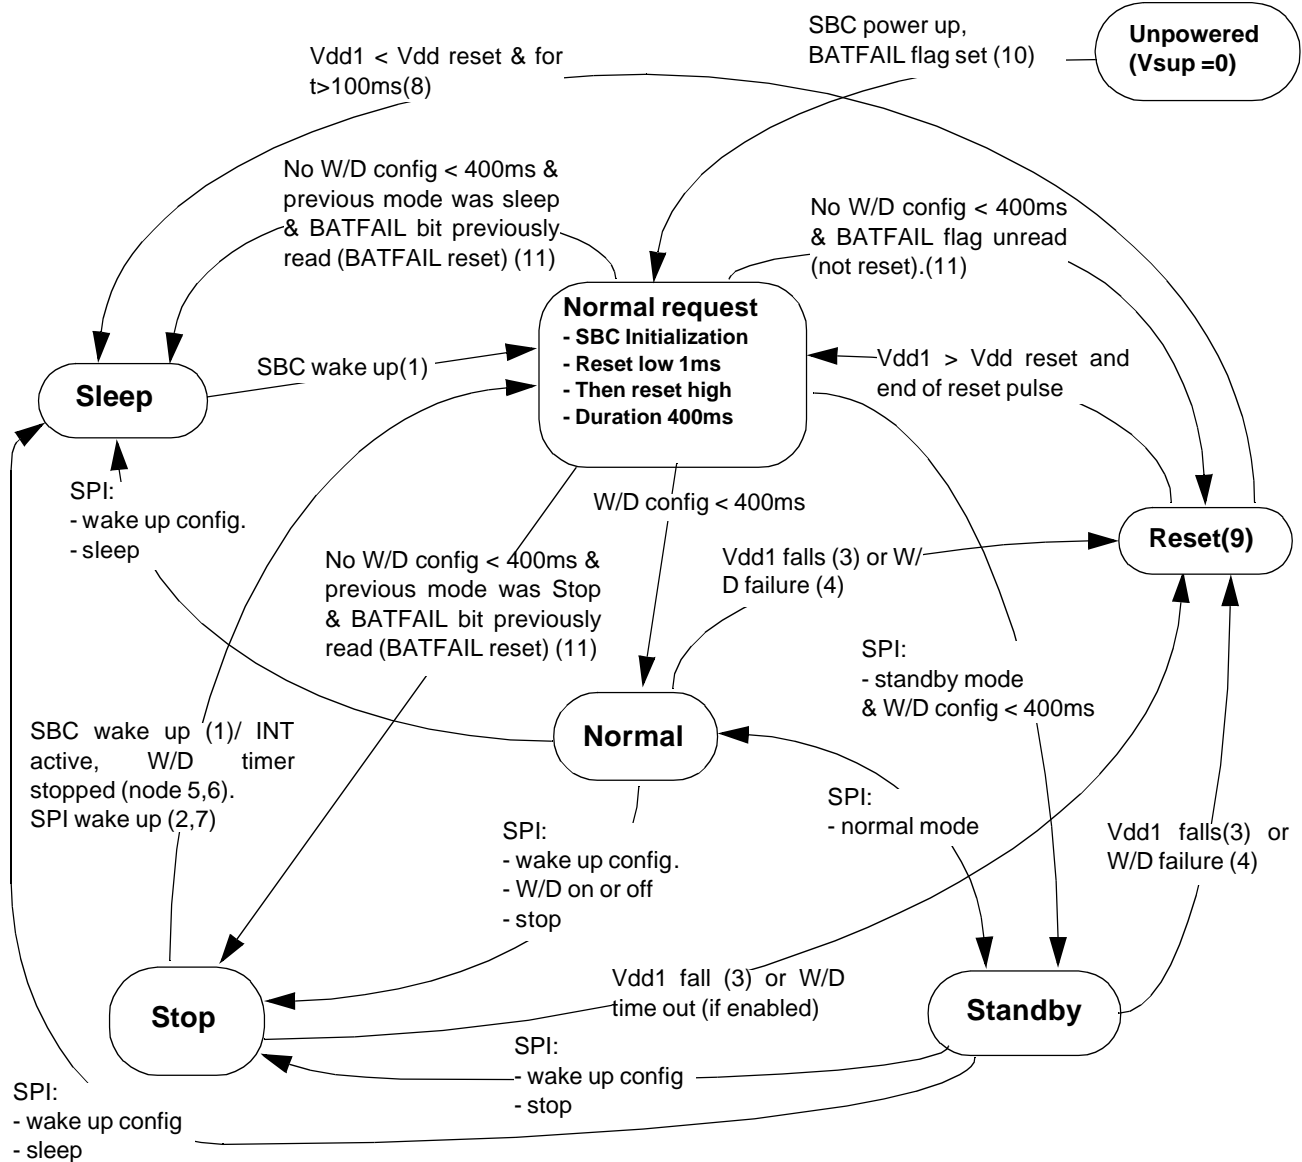 SBC power up,
BATFAIL flag set (10)
Unpowered
(Vsup =0)
Vdd1 < Vdd reset & for
t>100ms(8)
No W/D config < 400ms &
previous mode was sleep
& BATFAIL bit previously
read (BATFAIL reset) (11)
No W/D config < 400ms
& BATFAIL flag unread
(not reset).(11)
Normal request
- SBC Initialization
- Reset low 1ms
- Then reset high
- Duration 400ms
SBC wake up(1)
Vdd1 > Vdd reset and
end of reset pulse
Sleep
SPI:
- wake up config.
- sleep
W/D config < 400ms
Reset(9)
No W/D config < 400ms &
previous mode was Stop
& BATFAIL bit previously
read (BATFAIL reset) (11)
Vdd1 falls (3) or W/
D failure (4)
SPI:
- standby mode
& W/D config < 400ms
SBC wake up (1)/ INT
active, W/D timer
stopped (node 5,6).
SPI wake up (2,7)
Normal
SPI:
- normal mode
SPI:
- wake up config.
- W/D on or off
- stop
Vdd1 falls(3) or
W/D failure (4)
Vdd1 fall (3) or W/D
time out (if enabled)
Stop
Standby
SPI:
- wake up config
- stop
SPI:
- wake up config
- sleep